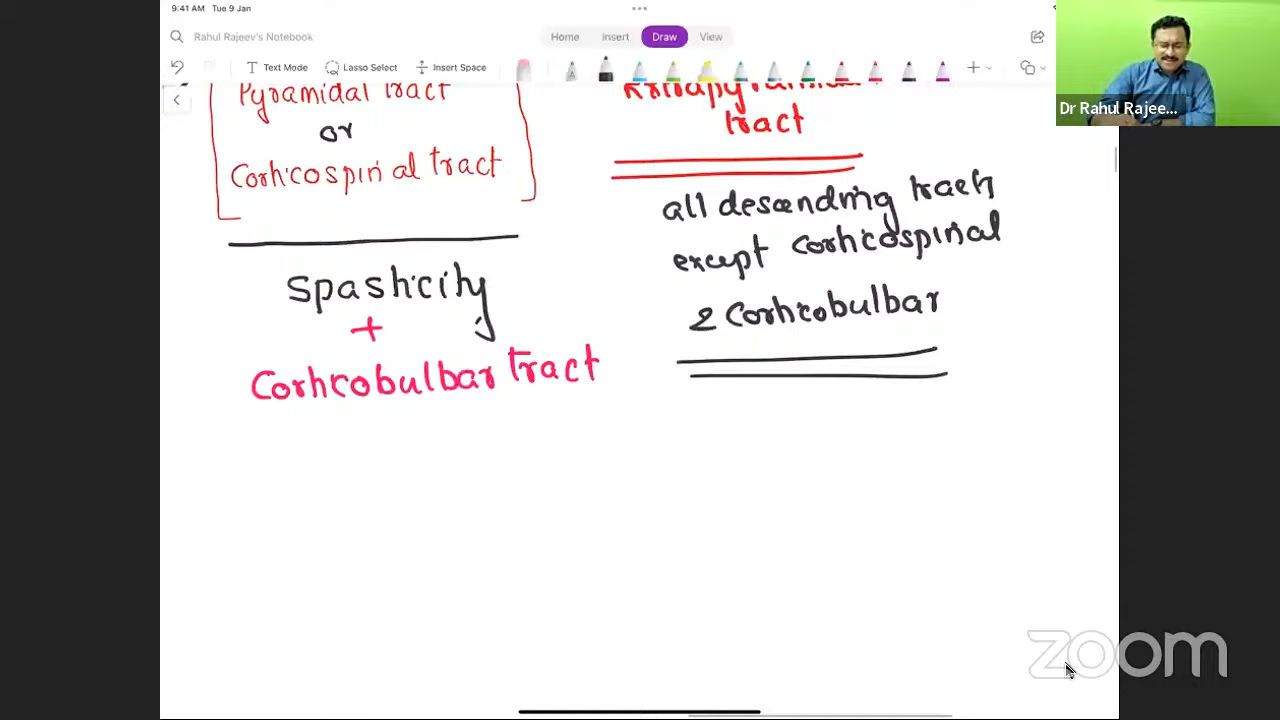 9:41 AM Tue 9 Jan
Rahul Rajeev's Notebook
Home Insert Draw View
Text Mode Lasso Select Insert Space
Dr Rahul Rajee...
Pyramidal tract
or
Corticospinal tract
Spasticity
+
Corticobulbar tract
Extrapyramidal
tract
all descending tracts
except corticospinal
& Corticobulbar
zoom